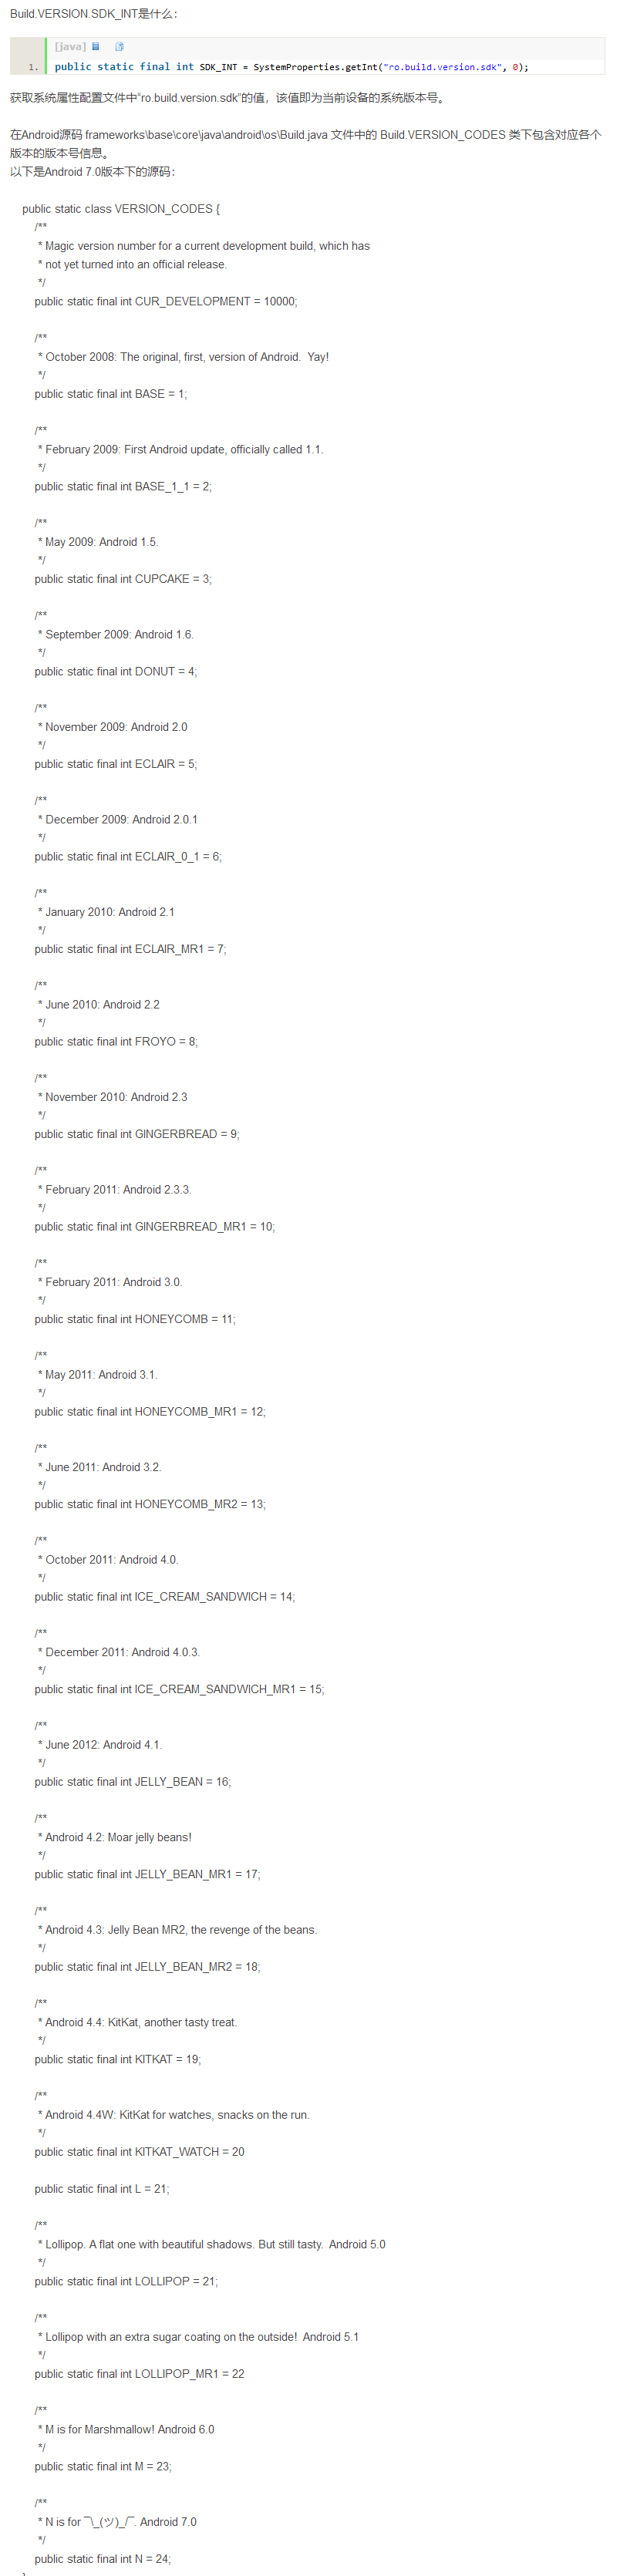 Build.VERSION.SDK_INT是什么：
[java]
1. public static final int SDK_INT = SystemProperties.getInt("ro.build.version.sdk", 0);
获取系统属性配置文件中"ro.build.version.sdk"的值，该值即为当前设备的系统版本号。
在Android源码 frameworks\base\core\java\android\os\Build.java 文件中的 Build.VERSION_CODES 类下包含对应各个
版本的版本号信息。
以下是Android 7.0版本下的源码：
public static class VERSION_CODES {
/**
* Magic version number for a current development build, which has
* not yet turned into an official release.
*/
public static final int CUR_DEVELOPMENT = 10000;
/**
* October 2008: The original, first, version of Android.  Yay!
*/
public static final int BASE = 1;
/**
* February 2009: First Android update, officially called 1.1.
*/
public static final int BASE_1_1 = 2;
/**
* May 2009: Android 1.5.
*/
public static final int CUPCAKE = 3;
/**
* September 2009: Android 1.6.
*/
public static final int DONUT = 4;
/**
* November 2009: Android 2.0
*/
public static final int ECLAIR = 5;
/**
* December 2009: Android 2.0.1
*/
public static final int ECLAIR_0_1 = 6;
/**
* January 2010: Android 2.1
*/
public static final int ECLAIR_MR1 = 7;
/**
* June 2010: Android 2.2
*/
public static final int FROYO = 8;
/**
* November 2010: Android 2.3
*/
public static final int GINGERBREAD = 9;
/**
* February 2011: Android 2.3.3.
*/
public static final int GINGERBREAD_MR1 = 10;
/**
* February 2011: Android 3.0.
*/
public static final int HONEYCOMB = 11;
/**
* May 2011: Android 3.1.
*/
public static final int HONEYCOMB_MR1 = 12;
/**
* June 2011: Android 3.2.
*/
public static final int HONEYCOMB_MR2 = 13;
/**
* October 2011: Android 4.0.
*/
public static final int ICE_CREAM_SANDWICH = 14;
/**
* December 2011: Android 4.0.3.
*/
public static final int ICE_CREAM_SANDWICH_MR1 = 15;
/**
* June 2012: Android 4.1.
*/
public static final int JELLY_BEAN = 16;
/**
* Android 4.2: Moar jelly beans!
*/
public static final int JELLY_BEAN_MR1 = 17;
/**
* Android 4.3: Jelly Bean MR2, the revenge of the beans.
*/
public static final int JELLY_BEAN_MR2 = 18;
/**
* Android 4.4: KitKat, another tasty treat.
*/
public static final int KITKAT = 19;
/**
* Android 4.4W: KitKat for watches, snacks on the run.
*/
public static final int KITKAT_WATCH = 20
public static final int L = 21;
/**
* Lollipop. A flat one with beautiful shadows. But still tasty.  Android 5.0
*/
public static final int LOLLIPOP = 21;
/**
* Lollipop with an extra sugar coating on the outside!  Android 5.1
*/
public static final int LOLLIPOP_MR1 = 22
/**
* M is for Marshmallow! Android 6.0
*/
public static final int M = 23;
/**
* N is for ¯\_(ツ)_/¯. Android 7.0
*/
public static final int N = 24;